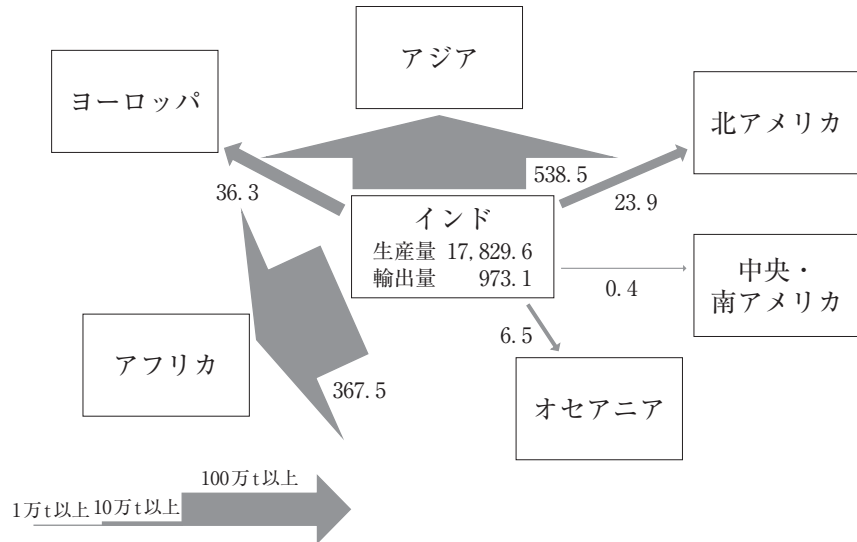 アジア
ヨーロッパ
北アメリカ
538.5
36.3
23.9
インド
生産量 17,829.6
輸出量 973.1
中央・
南アメリカ
0.4
6.5
アフリカ
367.5
オセアニア
100万t以上
1万t以上
10万t以上